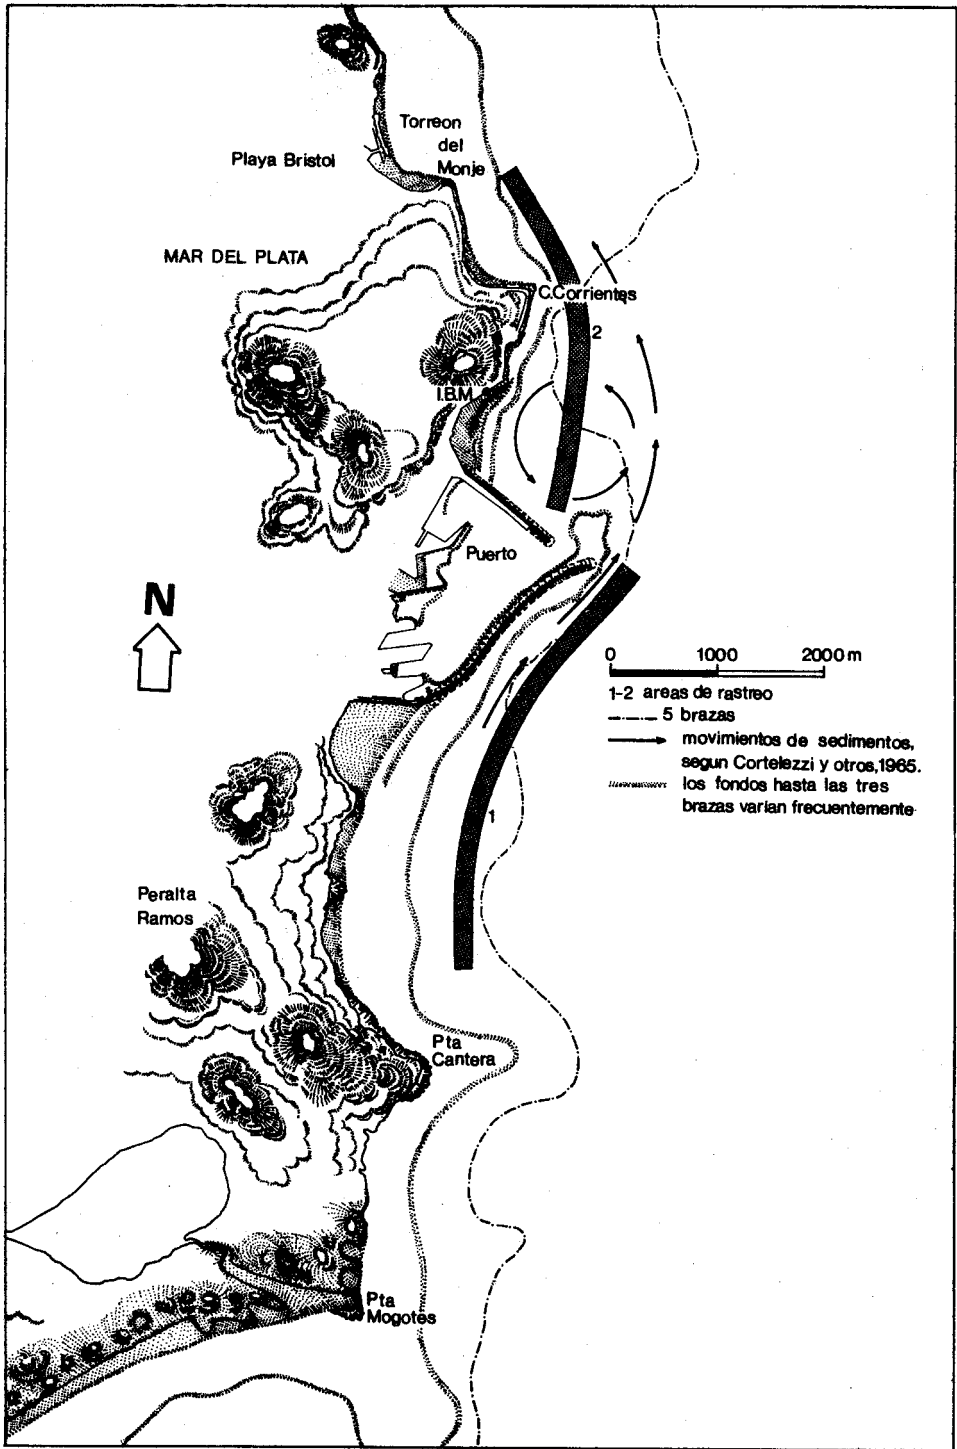 Torreon
del
Monje
Playa Bristol
MAR DEL PLATA
C.Corrientes
2
I.B.M.
Puerto
N
0 1000 2000 m
1-2 areas de rastreo
5 brazas
movimientos de sedimentos,
segun Cortelezzi y otros,1965.
los fondos hasta las tres
brazas varian frecuentemente
1
Peralta
Ramos
Pta
Cantera
Pta
Mogotes